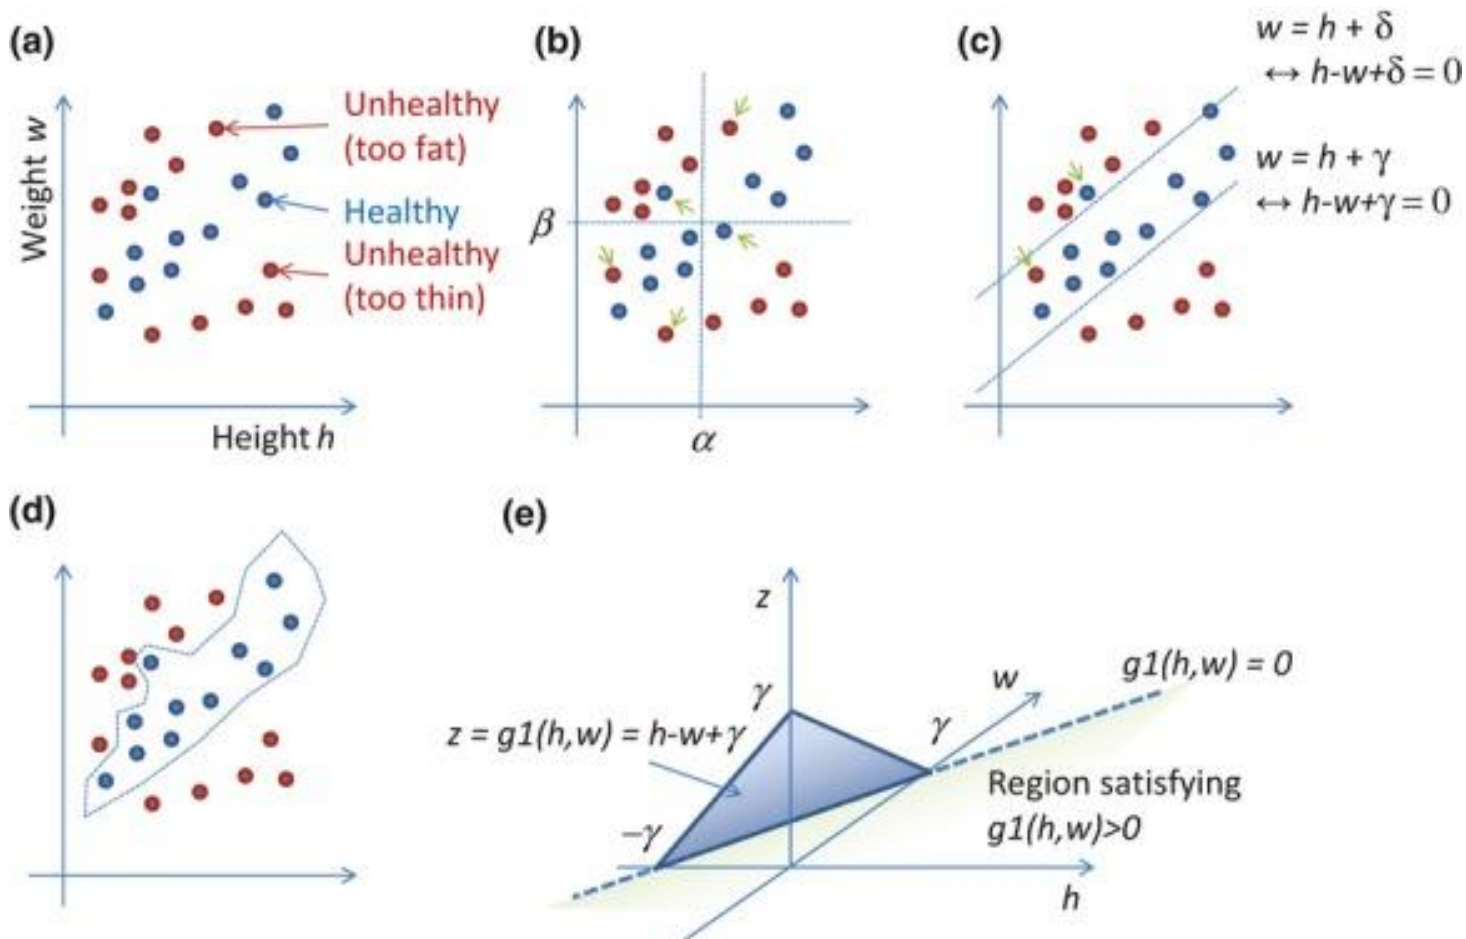 (a)
Weight w
Unhealthy
(too fat)
Healthy
Unhealthy
(too thin)
Height h
(b)
β
α
(c)
w = h + δ
↔ h-w+δ = 0
w = h + γ
↔ h-w+γ = 0
(d)
(e)
z
γ
w
g1(h,w) = 0
z = g1(h,w) = h-w+γ
γ
Region satisfying
g1(h,w)>0
−γ
h